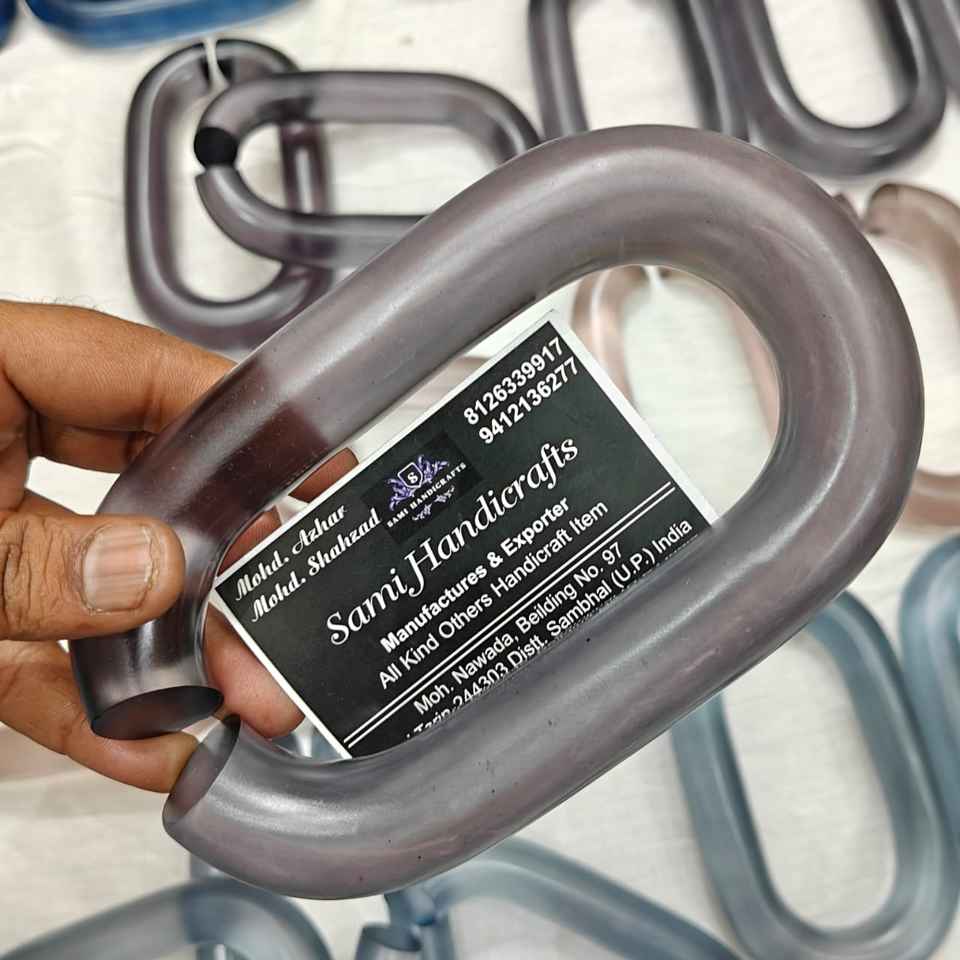 8126339917
9412136277
S
SAMI HANDICRAFTS
Mohd. Azhar
Mohd. Shahzad
Sami Handicrafts
Manufactures & Exporter
All Kind Others Handicraft Item
Moh. Nawada, Beilding No. 97
244303 Distt. Sambhal (U.P.) India